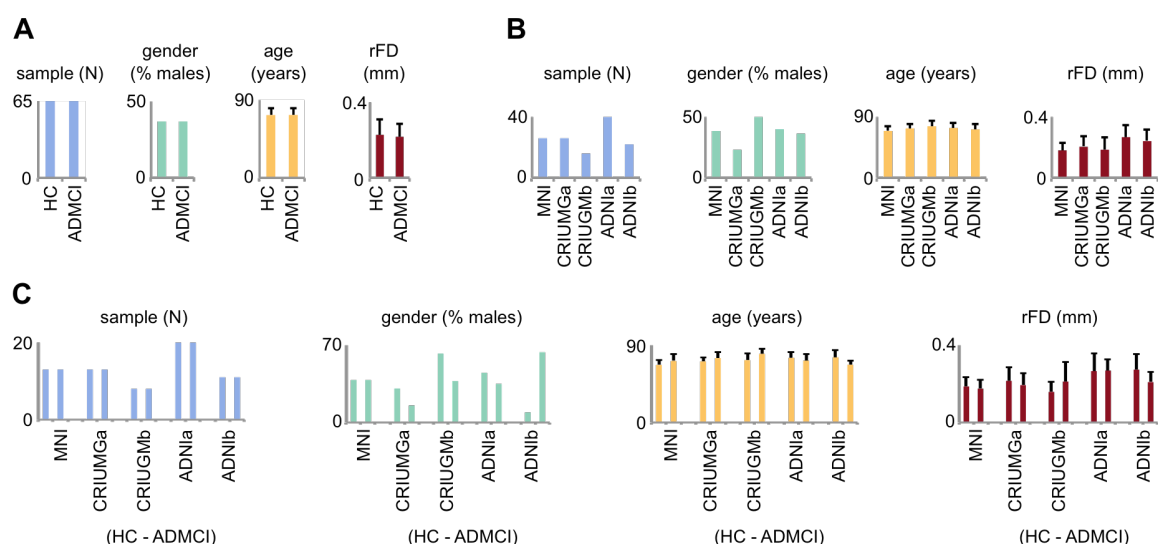 A
sample (N)
65
0
HC
ADMCI
gender
(% males)
50
0
HC
ADMCI
age
(years)
90
0
HC
ADMCI
rFD
(mm)
0.4
0
HC
ADMCI
B
sample (N)
40
0
MNI
CRIUMGa
CRIUGMb
ADNIa
ADNIb
gender (% males)
50
0
MNI
CRIUMGa
CRIUGMb
ADNIa
ADNIb
age (years)
90
0
MNI
CRIUMGa
CRIUGMb
ADNIa
ADNIb
rFD (mm)
0.4
0
MNI
CRIUMGa
CRIUGMb
ADNIa
ADNIb
C
sample (N)
20
0
MNI
CRIUMGa
CRIUGMb
ADNIa
ADNIb
(HC - ADMCI)
gender (% males)
70
0
MNI
CRIUMGa
CRIUGMb
ADNIa
ADNIb
(HC - ADMCI)
age (years)
90
0
MNI
CRIUMGa
CRIUGMb
ADNIa
ADNIb
(HC - ADMCI)
rFD (mm)
0.4
0
MNI
CRIUMGa
CRIUGMb
ADNIa
ADNIb
(HC - ADMCI)